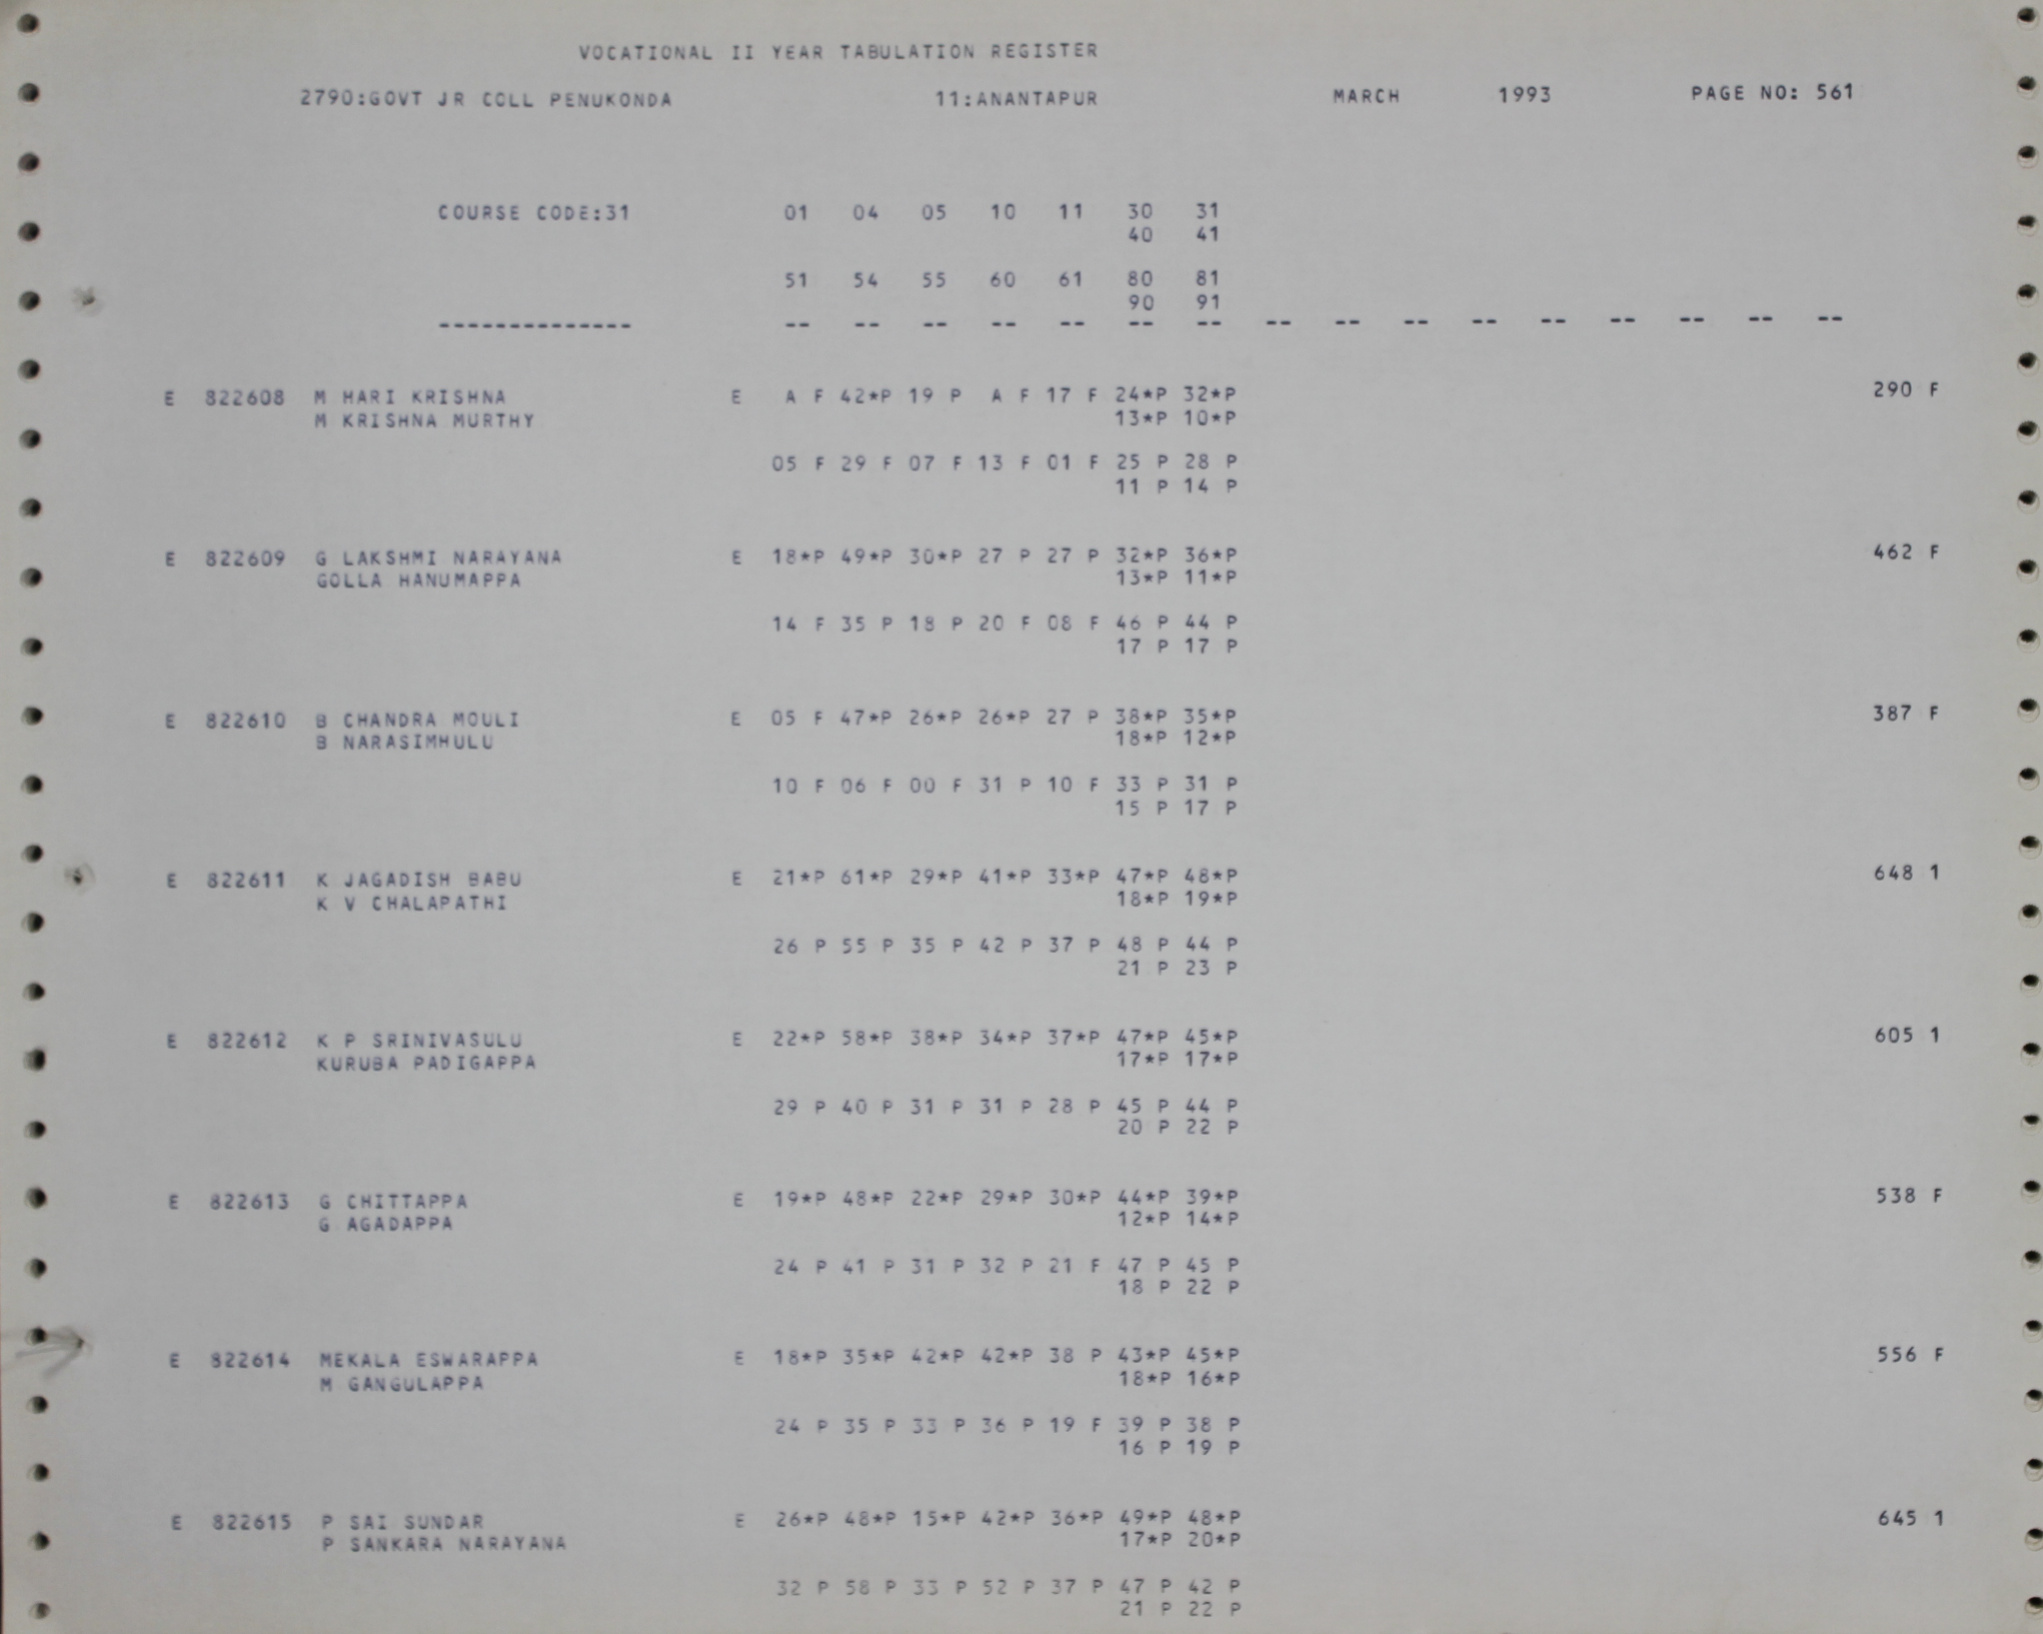 VOCATIONAL II YEAR TABULATION REGISTER
2790:GOVT JR COLL PENUKONDA 11:ANANTAPUR MARCH 1993 PAGE NO: 561
COURSE CODE:31 01 04 05 10 11 30 31
40 41
51 54 55 60 61 80 81
90 91
-------------- -- -- -- -- -- -- -- -- -- -- -- -- -- -- -- --
E 822608 M HARI KRISHNA E A F 42*P 19 P A F 17 F 24*P 32*P 290 F
M KRISHNA MURTHY 13*P 10*P
05 F 29 F 07 F 13 F 01 F 25 P 28 P
11 P 14 P
E 822609 G LAKSHMI NARAYANA E 18*P 49*P 30*P 27 P 27 P 32*P 36*P 462 F
GOLLA HANUMAPPA 13*P 11*P
14 F 35 P 18 P 20 F 08 F 46 P 44 P
17 P 17 P
E 822610 B CHANDRA MOULI E 05 F 47*P 26*P 26*P 27 P 38*P 35*P 387 F
B NARASIMHULU 18*P 12*P
10 F 06 F 00 F 31 P 10 F 33 P 31 P
15 P 17 P
E 822611 K JAGADISH BABU E 21*P 61*P 29*P 41*P 33*P 47*P 48*P 648 1
K V CHALAPATHI 18*P 19*P
26 P 55 P 35 P 42 P 37 P 48 P 44 P
21 P 23 P
E 822612 K P SRINIVASULU E 22*P 58*P 38*P 34*P 37*P 47*P 45*P 605 1
KURUBA PADIGAPPA 17*P 17*P
29 P 40 P 31 P 31 P 28 P 45 P 44 P
20 P 22 P
E 822613 G CHITTAPPA E 19*P 48*P 22*P 29*P 30*P 44*P 39*P 538 F
G AGADAPPA 12*P 14*P
24 P 41 P 31 P 32 P 21 F 47 P 45 P
18 P 22 P
E 822614 MEKALA ESWARAPPA E 18*P 35*P 42*P 42*P 38 P 43*P 45*P 556 F
M GANGULAPPA 18*P 16*P
24 P 35 P 33 P 36 P 19 F 39 P 38 P
16 P 19 P
E 822615 P SAI SUNDAR E 26*P 48*P 15*P 42*P 36*P 49*P 48*P 645 1
P SANKARA NARAYANA 17*P 20*P
32 P 58 P 33 P 52 P 37 P 47 P 42 P
21 P 22 P